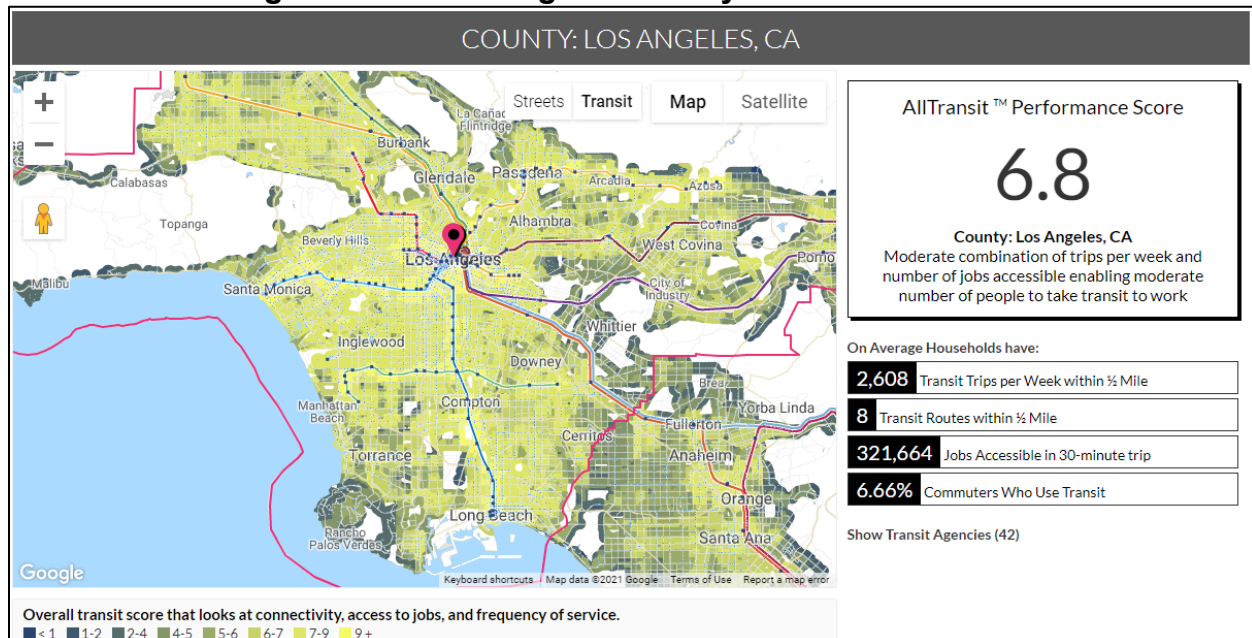 COUNTY: LOS ANGELES, CA
+
−
Streets
Transit
Map
Satellite
La Cañac
Flintridge
Burbank
Glendale
Pasadena
Arcadia
Azusa
Calabasas
Topanga
Alhambra
Covina
Beverly Hills
West Covina
Los Angeles
Pomo
Malibu
Santa Monica
City of
Industry
Whittier
Inglewood
Downey
Brea
Manhattan
Beach
Compton
Yorba Linda
Fullerton
Cerritos
Torrance
Anaheim
Orange
Long Beach
Rancho
Palos Verdes
Santa Ana
Google
Keyboard shortcuts
Map data ©2021 Google
Terms of Use
Report a map error
Overall transit score that looks at connectivity, access to jobs, and frequency of service.
< 1 1-2 2-4 4-5 5-6 6-7 7-9 9 +
AllTransit ™ Performance Score
6.8
County: Los Angeles, CA
Moderate combination of trips per week and
number of jobs accessible enabling moderate
number of people to take transit to work
On Average Households have:
2,608 Transit Trips per Week within ½ Mile
8 Transit Routes within ½ Mile
321,664 Jobs Accessible in 30-minute trip
6.66% Commuters Who Use Transit
Show Transit Agencies (42)